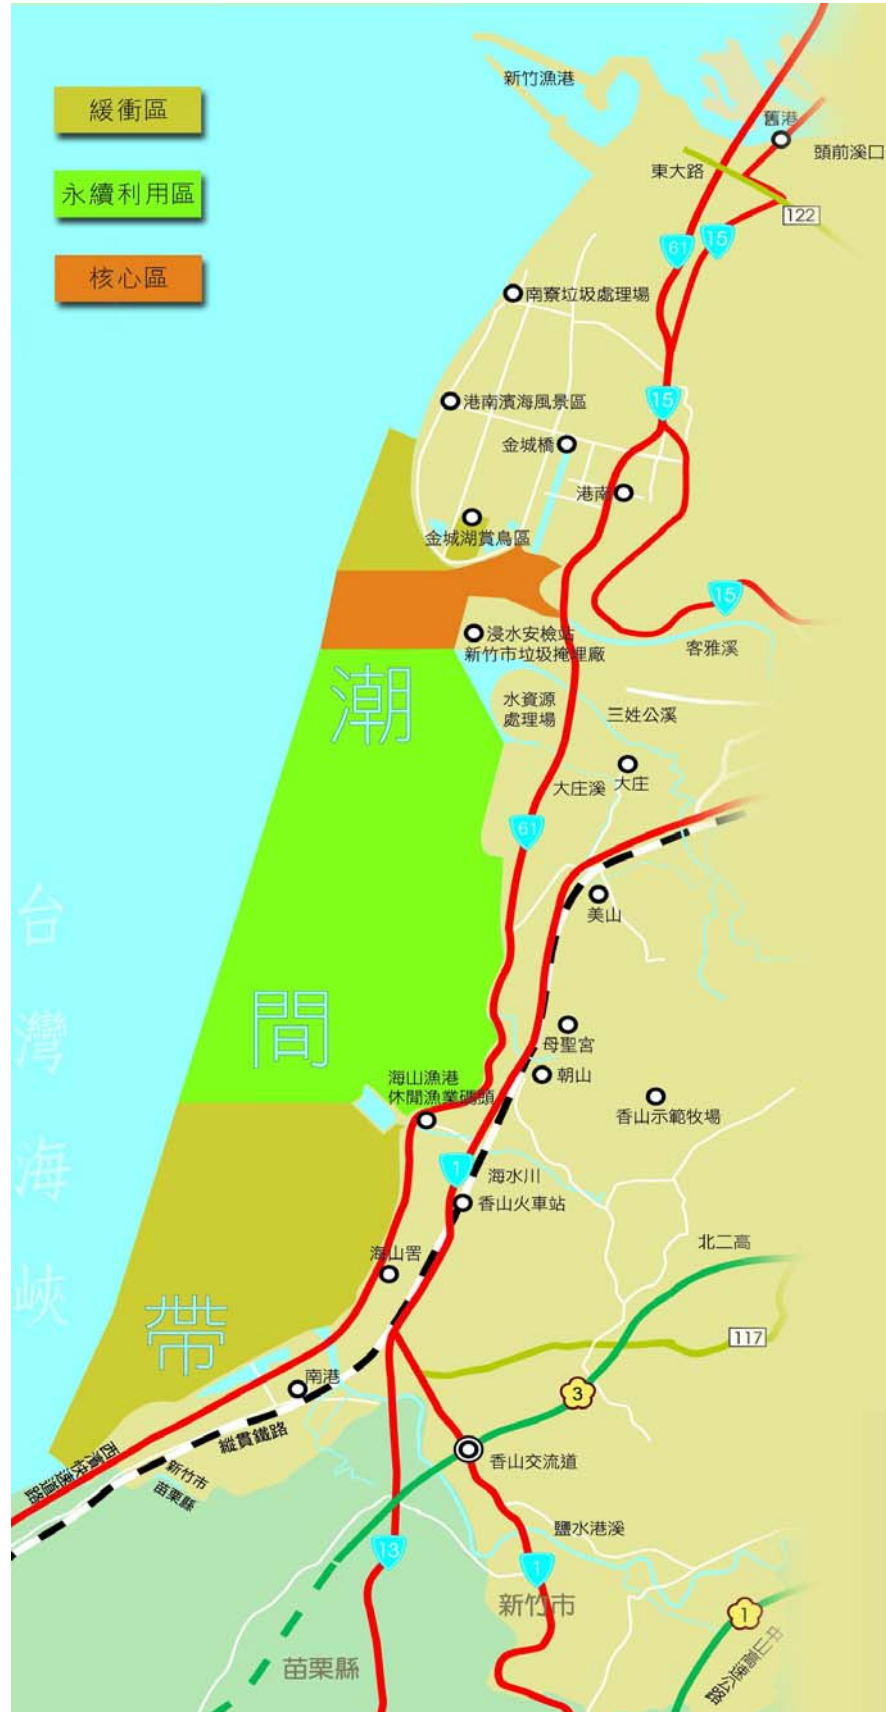 緩衝區
永續利用區
核心區
新竹漁港
舊港
頭前溪口
東大路
122
61
15
南寮垃圾處理場
港南濱海風景區
15
金城橋
港南
金城湖賞鳥區
15
浸水安檢站
新竹市垃圾掩埋廠
客雅溪
潮
水資源
處理場
三姓公溪
大庄溪
大庄
61
美山
台灣海峽
間
母聖宮
朝山
海山漁港
休閒漁業碼頭
香山示範牧場
1
海水川
香山火車站
北二高
海山罟
帶
117
南港
3
縱貫鐵路
西濱快速道路
新竹市
苗栗縣
香山交流道
鹽水港溪
13
1
新竹市
1
中山高速公路
苗栗縣